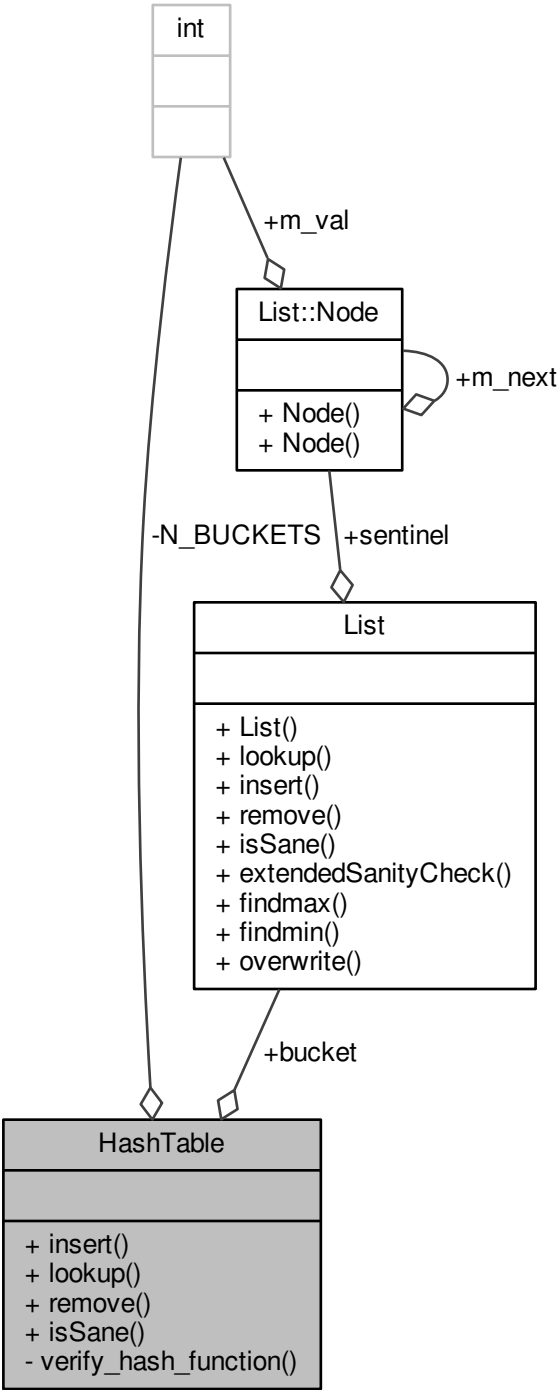 int
+m_val
List::Node
+m_next
+ Node()
+ Node()
-N_BUCKETS
+sentinel
List
+ List()
+ lookup()
+ insert()
+ remove()
+ isSane()
+ extendedSanityCheck()
+ findmax()
+ findmin()
+ overwrite()
+bucket
HashTable
+ insert()
+ lookup()
+ remove()
+ isSane()
- verify_hash_function()